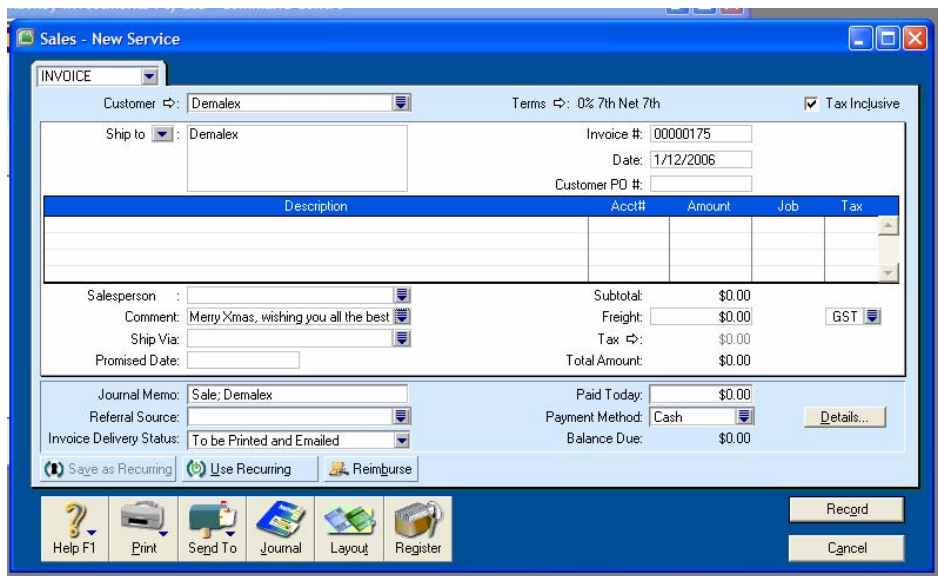 Sales - New Service
INVOICE
Customer ⇨: Demalex Terms ⇨: 0% 7th Net 7th Tax Inclusive
Ship to : Demalex Invoice #: 00000175
Date: 1/12/2006
Customer PO #:
Description Acct# Amount Job Tax
Salesperson : Subtotal: $0.00
Comment: Merry Xmas, wishing you all the best Freight: $0.00 GST
Ship Via: Tax ⇨: $0.00
Promised Date: Total Amount: $0.00
Journal Memo: Sale; Demalex Paid Today: $0.00
Referral Source: Payment Method: Cash Details...
Invoice Delivery Status: To be Printed and Emailed Balance Due: $0.00
Save as Recurring Use Recurring Reimburse
Record
Help F1 Print Send To Journal Layout Register Cancel